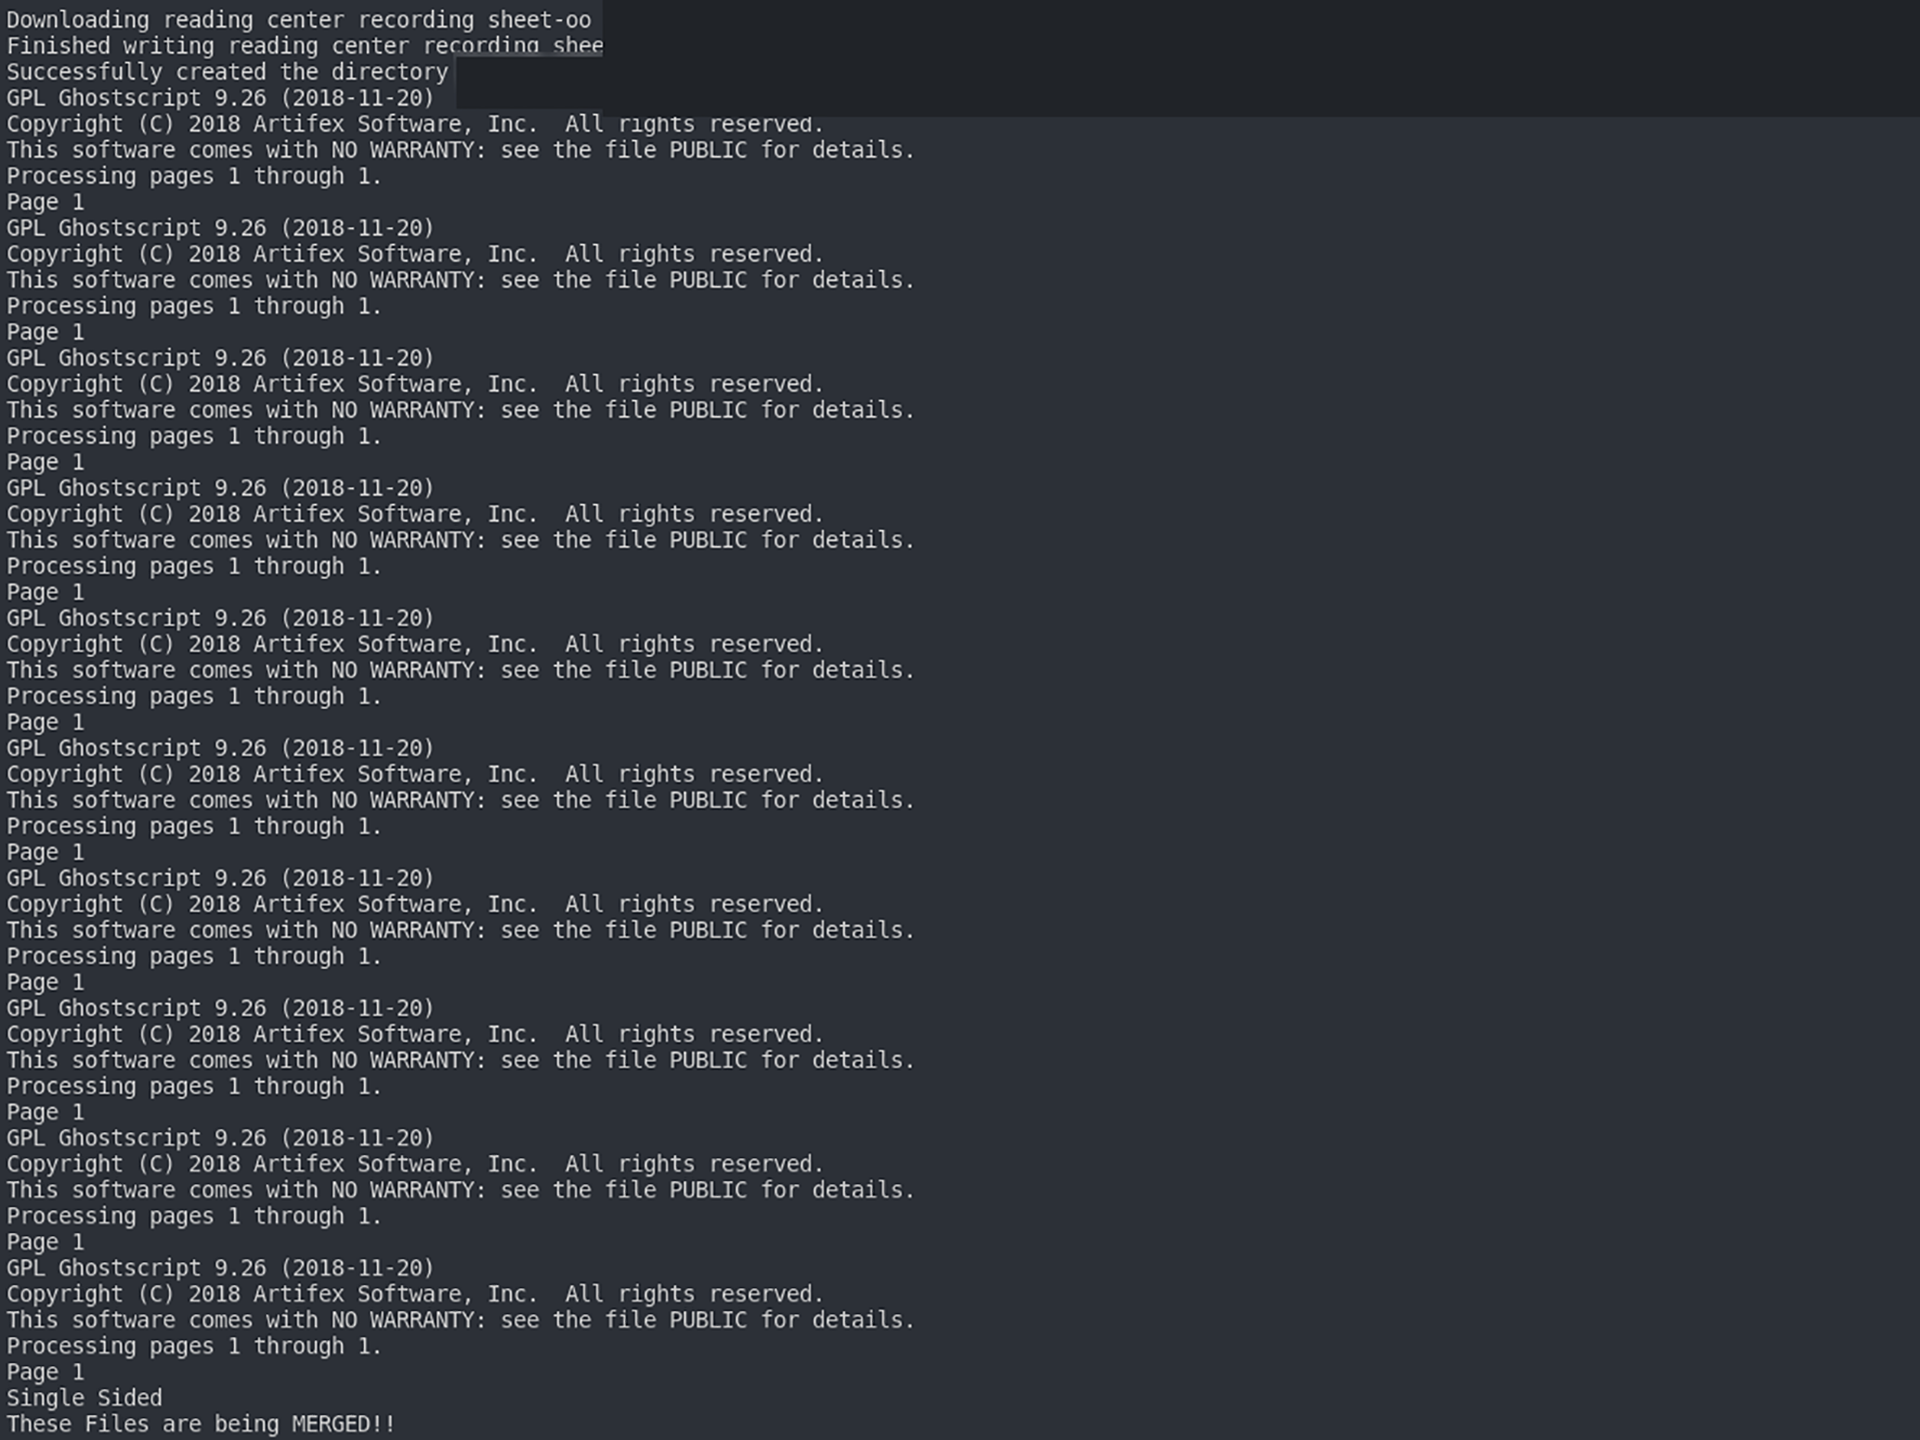 Downloading reading center recording sheet-oo
Finished writing reading center recording shee
Successfully created the directory
GPL Ghostscript 9.26 (2018-11-20)
Copyright (C) 2018 Artifex Software, Inc.  All rights reserved.
This software comes with NO WARRANTY: see the file PUBLIC for details.
Processing pages 1 through 1.
Page 1
GPL Ghostscript 9.26 (2018-11-20)
Copyright (C) 2018 Artifex Software, Inc.  All rights reserved.
This software comes with NO WARRANTY: see the file PUBLIC for details.
Processing pages 1 through 1.
Page 1
GPL Ghostscript 9.26 (2018-11-20)
Copyright (C) 2018 Artifex Software, Inc.  All rights reserved.
This software comes with NO WARRANTY: see the file PUBLIC for details.
Processing pages 1 through 1.
Page 1
GPL Ghostscript 9.26 (2018-11-20)
Copyright (C) 2018 Artifex Software, Inc.  All rights reserved.
This software comes with NO WARRANTY: see the file PUBLIC for details.
Processing pages 1 through 1.
Page 1
GPL Ghostscript 9.26 (2018-11-20)
Copyright (C) 2018 Artifex Software, Inc.  All rights reserved.
This software comes with NO WARRANTY: see the file PUBLIC for details.
Processing pages 1 through 1.
Page 1
GPL Ghostscript 9.26 (2018-11-20)
Copyright (C) 2018 Artifex Software, Inc.  All rights reserved.
This software comes with NO WARRANTY: see the file PUBLIC for details.
Processing pages 1 through 1.
Page 1
GPL Ghostscript 9.26 (2018-11-20)
Copyright (C) 2018 Artifex Software, Inc.  All rights reserved.
This software comes with NO WARRANTY: see the file PUBLIC for details.
Processing pages 1 through 1.
Page 1
GPL Ghostscript 9.26 (2018-11-20)
Copyright (C) 2018 Artifex Software, Inc.  All rights reserved.
This software comes with NO WARRANTY: see the file PUBLIC for details.
Processing pages 1 through 1.
Page 1
GPL Ghostscript 9.26 (2018-11-20)
Copyright (C) 2018 Artifex Software, Inc.  All rights reserved.
This software comes with NO WARRANTY: see the file PUBLIC for details.
Processing pages 1 through 1.
Page 1
GPL Ghostscript 9.26 (2018-11-20)
Copyright (C) 2018 Artifex Software, Inc.  All rights reserved.
This software comes with NO WARRANTY: see the file PUBLIC for details.
Processing pages 1 through 1.
Page 1
Single Sided
These Files are being MERGED!!